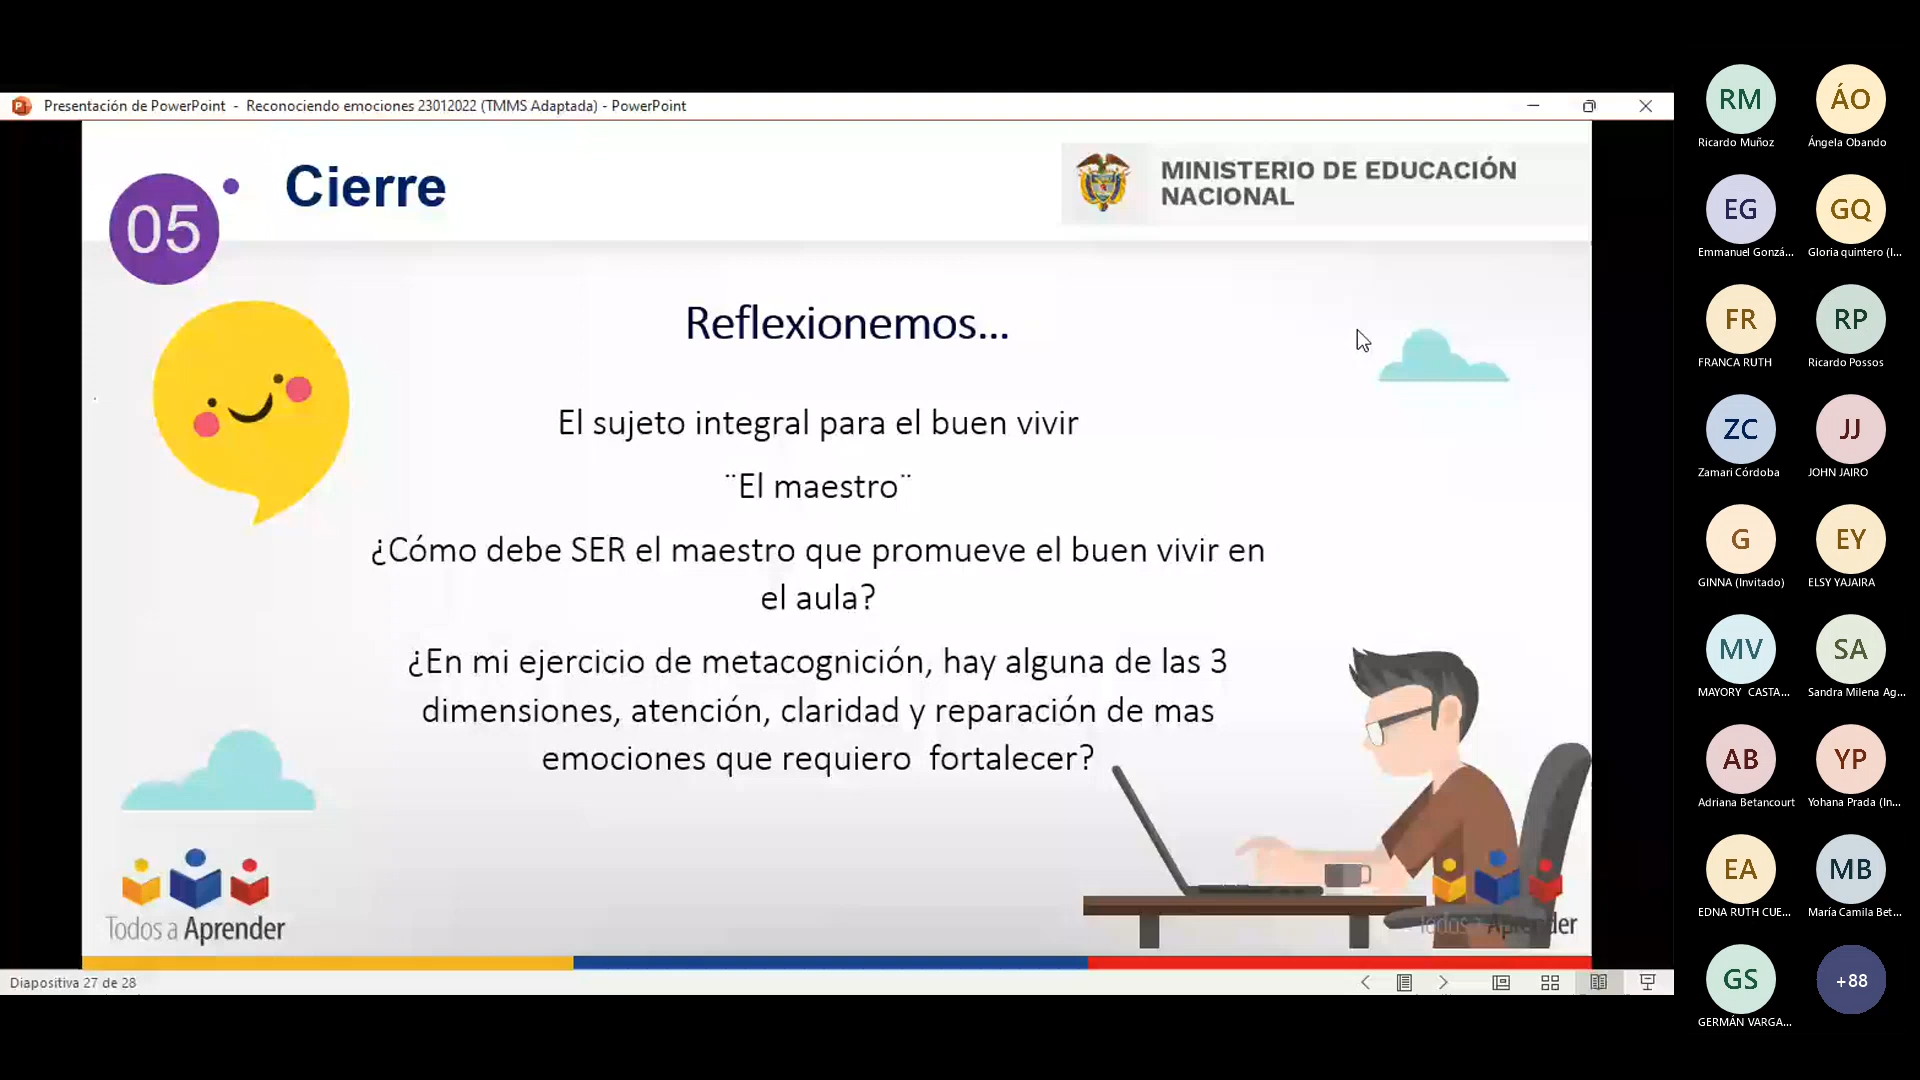 Presentación de PowerPoint - Reconociendo emociones 23012022 (TMMS Adaptada) - PowerPoint
05
Cierre
MINISTERIO DE EDUCACIÓN
NACIONAL
Reflexionemos...
El sujeto integral para el buen vivir
¨El maestro¨
¿Cómo debe SER el maestro que promueve el buen vivir en
el aula?
¿En mi ejercicio de metacognición, hay alguna de las 3
dimensiones, atención, claridad y reparación de mas
emociones que requiero fortalecer?
Todos a Aprender
Todos a Aprender
Diapositiva 27 de 28
RM
Ricardo Muñoz
ÁO
Ángela Obando
EG
Emmanuel Gonzá...
GQ
Gloria quintero (I...
FR
FRANCA RUTH
RP
Ricardo Possos
ZC
Zamari Córdoba
JJ
JOHN JAIRO
G
GINNA (Invitado)
EY
ELSY YAJAIRA
MV
MAYORY CASTA...
SA
Sandra Milena Ag...
AB
Adriana Betancourt
YP
Yohana Prada (In...
EA
EDNA RUTH CUE...
MB
María Camila Bet...
GS
GERMÁN VARGA...
+88